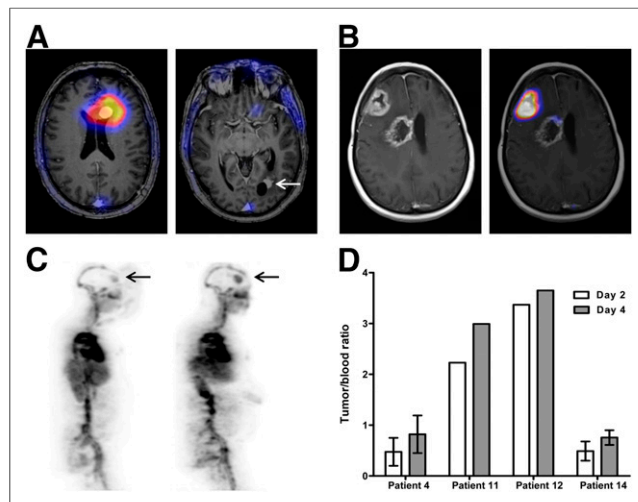 A
B
C
D
Tumor/blood ratio
4
3
2
1
0
Day 2
Day 4
Patient 4
Patient 11
Patient 12
Patient 14